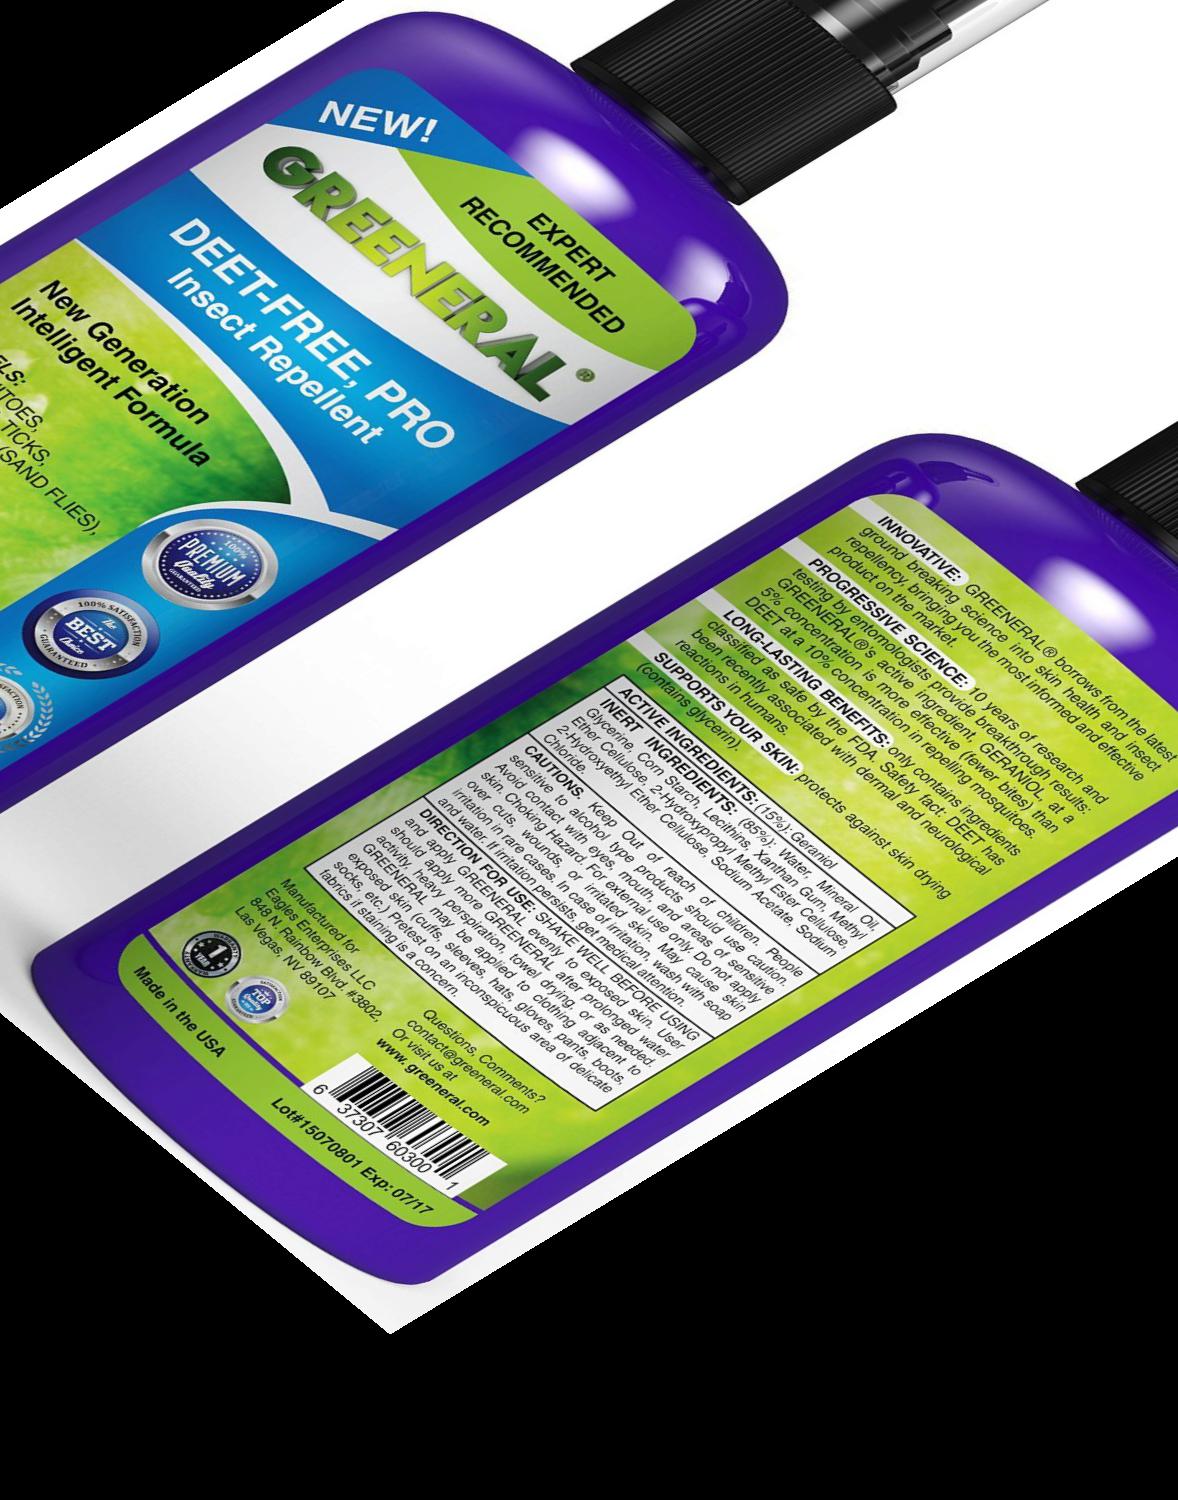 NEW!
GREENERAL®
EXPERT
RECOMMENDED
DEET-FREE, PRO
Insect Repellent
New Generation
Intelligent Formula
TICKS,
(SAND FLIES),
100%
PREMIUM
Quality
GUARANTEED
100% SATISFACTION
The
BEST
Choice
GUARANTEED
INNOVATIVE: GREENERAL® borrows from the latest
ground breaking science into skin health and insect
repellency, bringing you the most informed and effective
product on the market.
PROGRESSIVE SCIENCE: 10 years of research and
testing by entomologists provide breakthrough results:
GREENERAL®'s active ingredient, GERANIOL, at a
5% concentration is more effective (fewer bites) than
DEET at a 10% concentration in repelling mosquitoes.
LONG-LASTING BENEFITS: only contains ingredients
classified as safe by the FDA. Safety fact: DEET has
been recently associated with dermal and neurological
reactions in humans.
SUPPORTS YOUR SKIN: protects against skin drying
(contains glycerin).
ACTIVE INGREDIENTS: (15%): Geraniol
INERT INGREDIENTS: (85%): Water, Mineral Oil,
Glycerine, Corn Starch, Lecithins, Xanthan Gum, Methyl
Ether Cellulose, 2-Hydroxypropyl Methyl Ester Cellulose,
2-Hydroxyethyl Ether Cellulose, Sodium Acetate, Sodium
Chloride.
CAUTIONS. Keep Out of reach of children. People
sensitive to alcohol type products should use caution.
Avoid contact with eyes, mouth, and areas of sensitive
skin. Choking Hazard. For external use only. Do not apply
over cuts, wounds, or irritated skin. May cause skin
irritation in rare cases. In case of irritation, wash with soap
and water. If irritation persists, get medical attention.
DIRECTION FOR USE. SHAKE WELL BEFORE USING
and apply GREENERAL evenly to exposed skin. User
should apply more GREENERAL after prolonged water
activity, heavy perspiration, towel drying, or as needed.
GREENERAL may be applied to clothing adjacent to
exposed skin (cuffs, sleeves, hats, gloves, pants, boots,
socks, etc.) Pretest on an inconspicuous area of delicate
fabrics if staining is a concern.
Manufactured for
Eagles Enterprises LLC
848 N. Rainbow Blvd. #3802,
Las Vegas, NV 89107
Questions, Comments?
contact@greeneral.com
Or visit us at
www. greeneral.com
1
YEAR
TOP
Quality
6 37307 60300 1
Made in the USA
Lot#15070801 Exp: 07/17